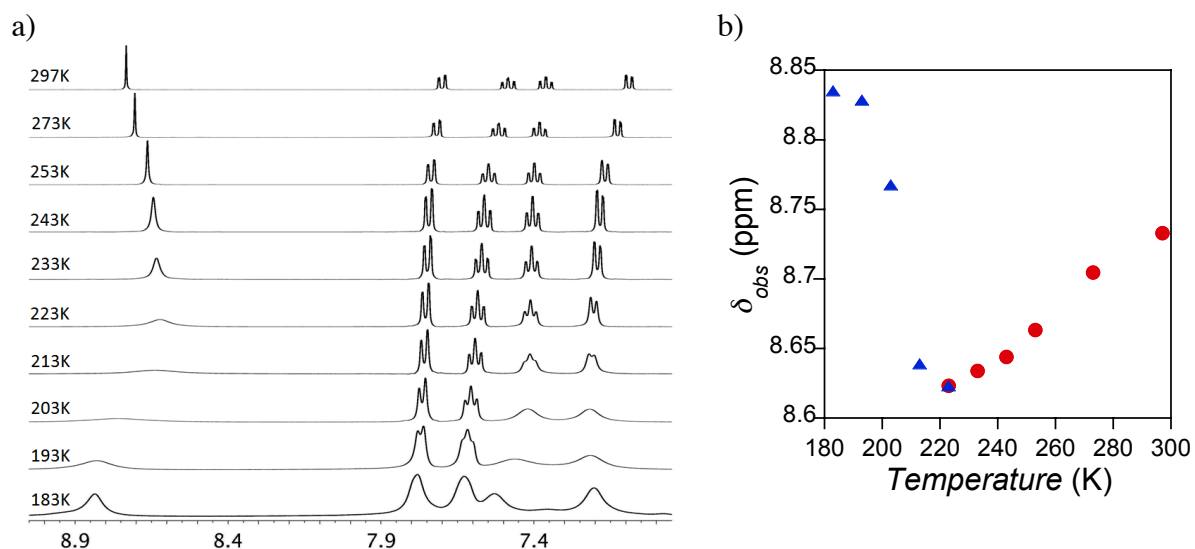 a)
297K
273K
253K
243K
233K
223K
213K
203K
193K
183K
8.9 8.4 7.9 7.4
b)
8.85
8.8
8.75
8.7
8.65
8.6
δobs (ppm)
180 200 220 240 260 280 300
Temperature (K)